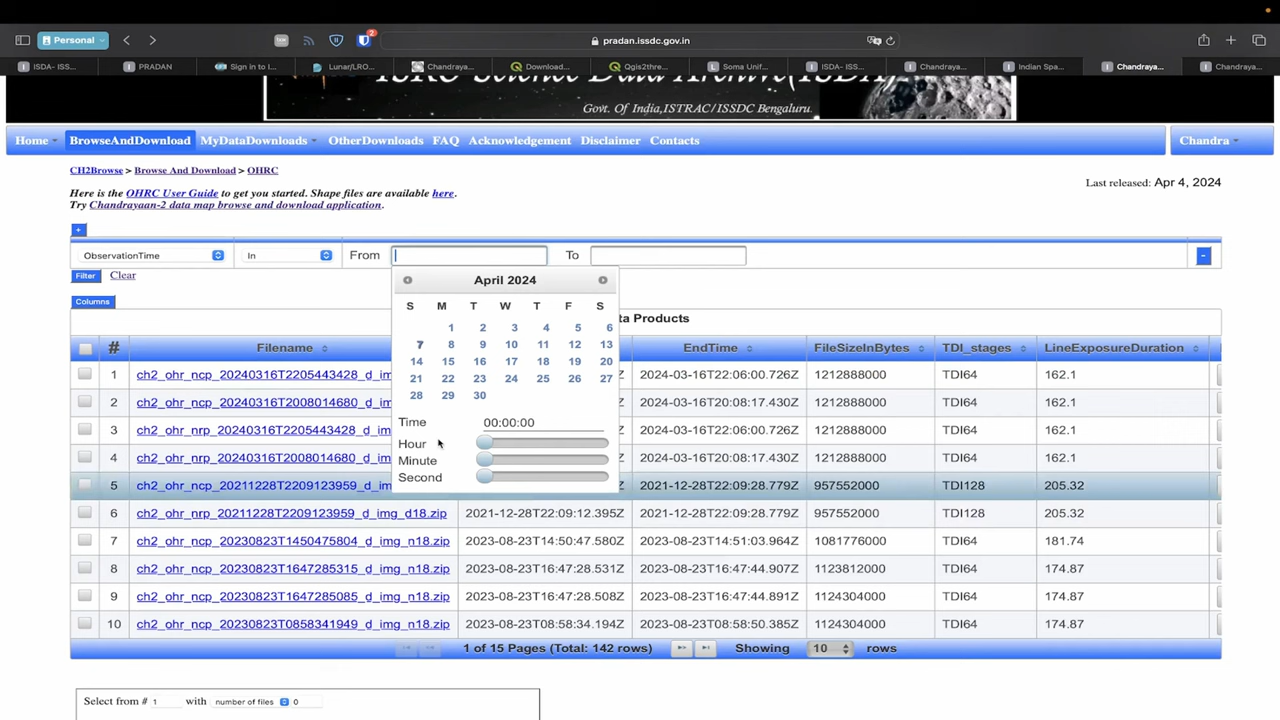 Personal
2
pradan.issdc.gov.in
ISDA- ISS...
PRADAN
Sign in to I...
Lunar/LRO...
Chandraya...
Download...
Qgis2thre...
Soma Unif...
ISDA- ISS...
Chandraya...
Indian Spa...
Chandraya...
Chandraya...
ISRO Science Data Archive(ISDA)
Govt. Of India,ISTRAC/ISSDC Bengaluru.
Home BrowseAndDownload MyDataDownloads OtherDownloads FAQ Acknowledgement Disclaimer Contacts Chandra
CH2Browse > Browse And Download > OHRC
Last released: Apr 4, 2024
Here is the OHRC User Guide to get you started. Shape files are available here.
Try Chandrayaan-2 data map browse and download application.
+
ObservationTime In From To -
Filter Clear
April 2024
Columns
S M T W T F S
ta Products
1 2 3 4 5 6
7 8 9 10 11 12 13
14 15 16 17 18 19 20
21 22 23 24 25 26 27
28 29 30
Time 00:00:00
Hour
Minute
Second
# Filename EndTime FileSizeInBytes TDI_stages LineExposureDuration
1 ch2_ohr_ncp_20240316T2205443428_d_im Z 2024-03-16T22:06:00.726Z 1212888000 TDI64 162.1
2 ch2_ohr_ncp_20240316T2008014680_d_im Z 2024-03-16T20:08:17.430Z 1212888000 TDI64 162.1
3 ch2_ohr_nrp_20240316T2205443428_d_im Z 2024-03-16T22:06:00.726Z 1212888000 TDI64 162.1
4 ch2_ohr_nrp_20240316T2008014680_d_im Z 2024-03-16T20:08:17.430Z 1212888000 TDI64 162.1
5 ch2_ohr_ncp_20211228T2209123959_d_im Z 2021-12-28T22:09:28.779Z 957552000 TDI128 205.32
6 ch2_ohr_nrp_20211228T2209123959_d_img_d18.zip 2021-12-28T22:09:12.395Z 2021-12-28T22:09:28.779Z 957552000 TDI128 205.32
7 ch2_ohr_ncp_20230823T1450475804_d_img_n18.zip 2023-08-23T14:50:47.580Z 2023-08-23T14:51:03.964Z 1081776000 TDI64 181.74
8 ch2_ohr_ncp_20230823T1647285315_d_img_n18.zip 2023-08-23T16:47:28.531Z 2023-08-23T16:47:44.907Z 1123812000 TDI64 174.87
9 ch2_ohr_ncp_20230823T1647285085_d_img_n18.zip 2023-08-23T16:47:28.508Z 2023-08-23T16:47:44.891Z 1124304000 TDI64 174.87
10 ch2_ohr_ncp_20230823T0858341949_d_img_n18.zip 2023-08-23T08:58:34.194Z 2023-08-23T08:58:50.385Z 1124304000 TDI64 174.87
1 of 15 Pages (Total: 142 rows) Showing 10 rows
Select from # 1 with number of files 0